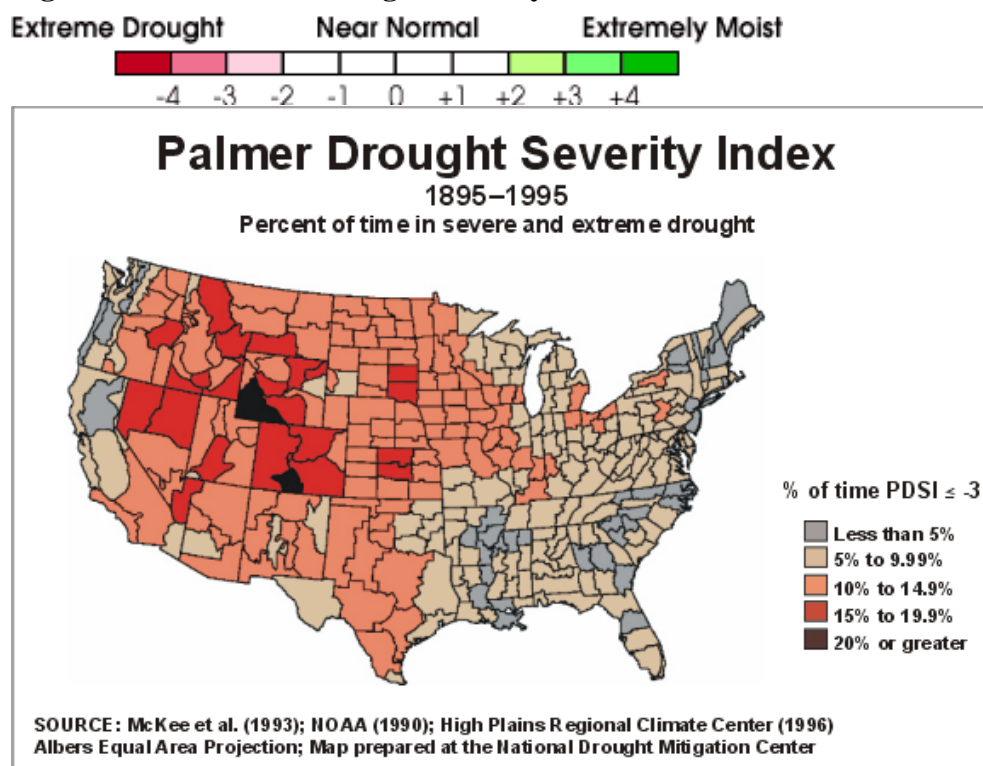 Extreme Drought Near Normal Extremely Moist
-4 -3 -2 -1 0 +1 +2 +3 +4
Palmer Drought Severity Index
1895–1995
Percent of time in severe and extreme drought
% of time PDSI ≤ -3
Less than 5%
5% to 9.99%
10% to 14.9%
15% to 19.9%
20% or greater
SOURCE: McKee et al. (1993); NOAA (1990); High Plains Regional Climate Center (1996)
Albers Equal Area Projection; Map prepared at the National Drought Mitigation Center